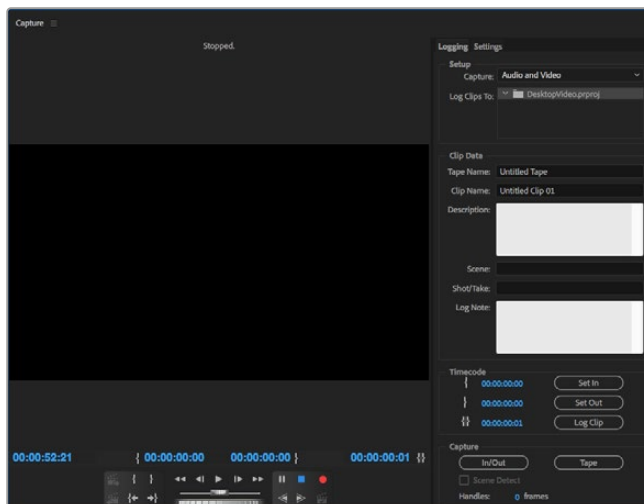 Capture
Stopped.
00:00:52:21
{ 00:00:00:00
00:00:00:00 }
00:00:00:01 {}
Logging Settings
Setup
Capture: Audio and Video
Log Clips To: DesktopVideo.prproj
Clip Data
Tape Name: Untitled Tape
Clip Name: Untitled Clip 01
Description:
Scene:
Shot/Take:
Log Note:
Timecode
{ 00:00:00:00 Set In
} 00:00:00:00 Set Out
{} 00:00:00:01 Log Clip
Capture
In/Out Tape
Scene Detect
Handles: 0 frames